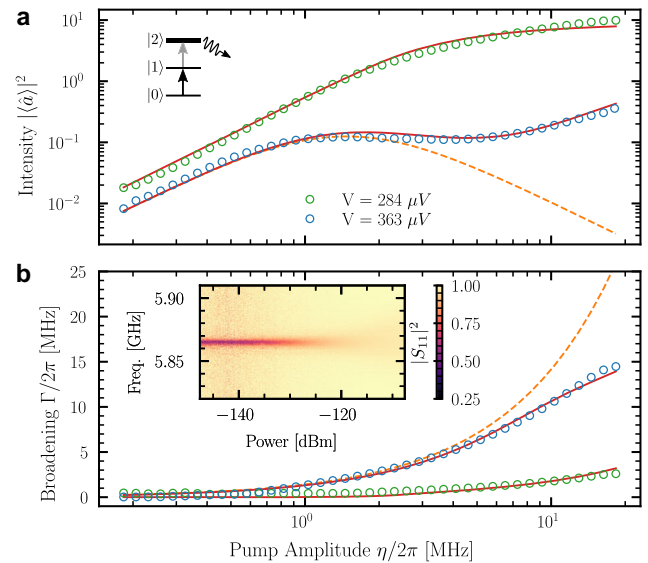 a
|2⟩
|1⟩
|0⟩
Intensity |⟨â⟩|²
10¹
10⁰
10⁻¹
10⁻²
V = 284 μV
V = 363 μV
b
Broadening Γ/2π [MHz]
25
20
15
10
5
0
Freq. [GHz]
5.90
5.85
−140
−120
Power [dBm]
1.00
0.75
0.50
0.25
|S₁₁|²
10⁰
10¹
Pump Amplitude η/2π [MHz]